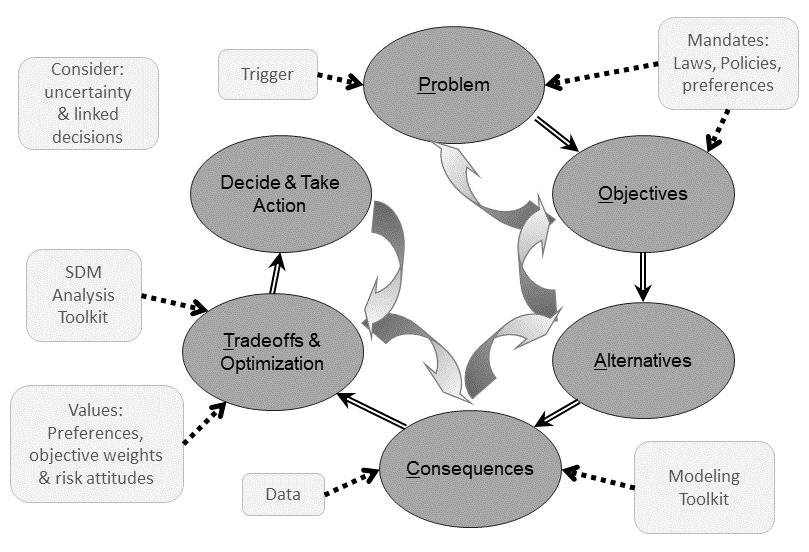 Consider:
uncertainty
& linked
decisions
Trigger
Problem
Mandates:
Laws, Policies,
preferences
Decide & Take
Action
Objectives
SDM
Analysis
Toolkit
Tradeoffs &
Optimization
Alternatives
Values:
Preferences,
objective weights
& risk attitudes
Data
Consequences
Modeling
Toolkit